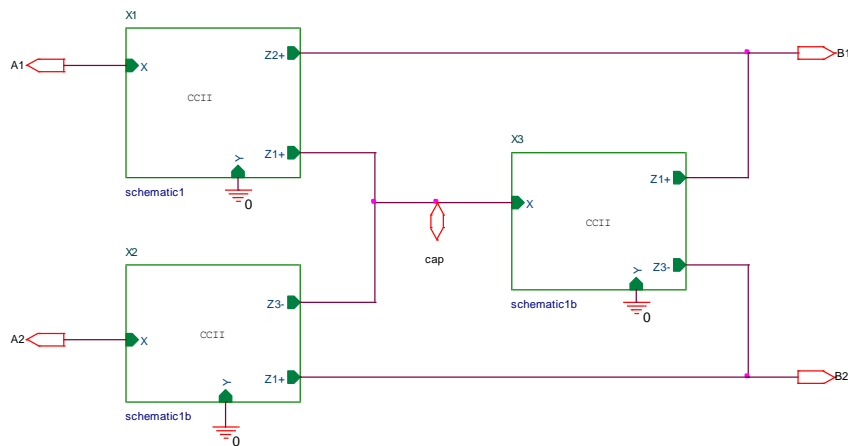 X1
A1
X
Z2+
B1
CCII
X3
Z1+
Y
schematic1
0
X
Z1+
CCII
X2
cap
Z3-
Y
schematic1b
0
Z3-
A2
X
CCII
Z1+
B2
Y
schematic1b
0